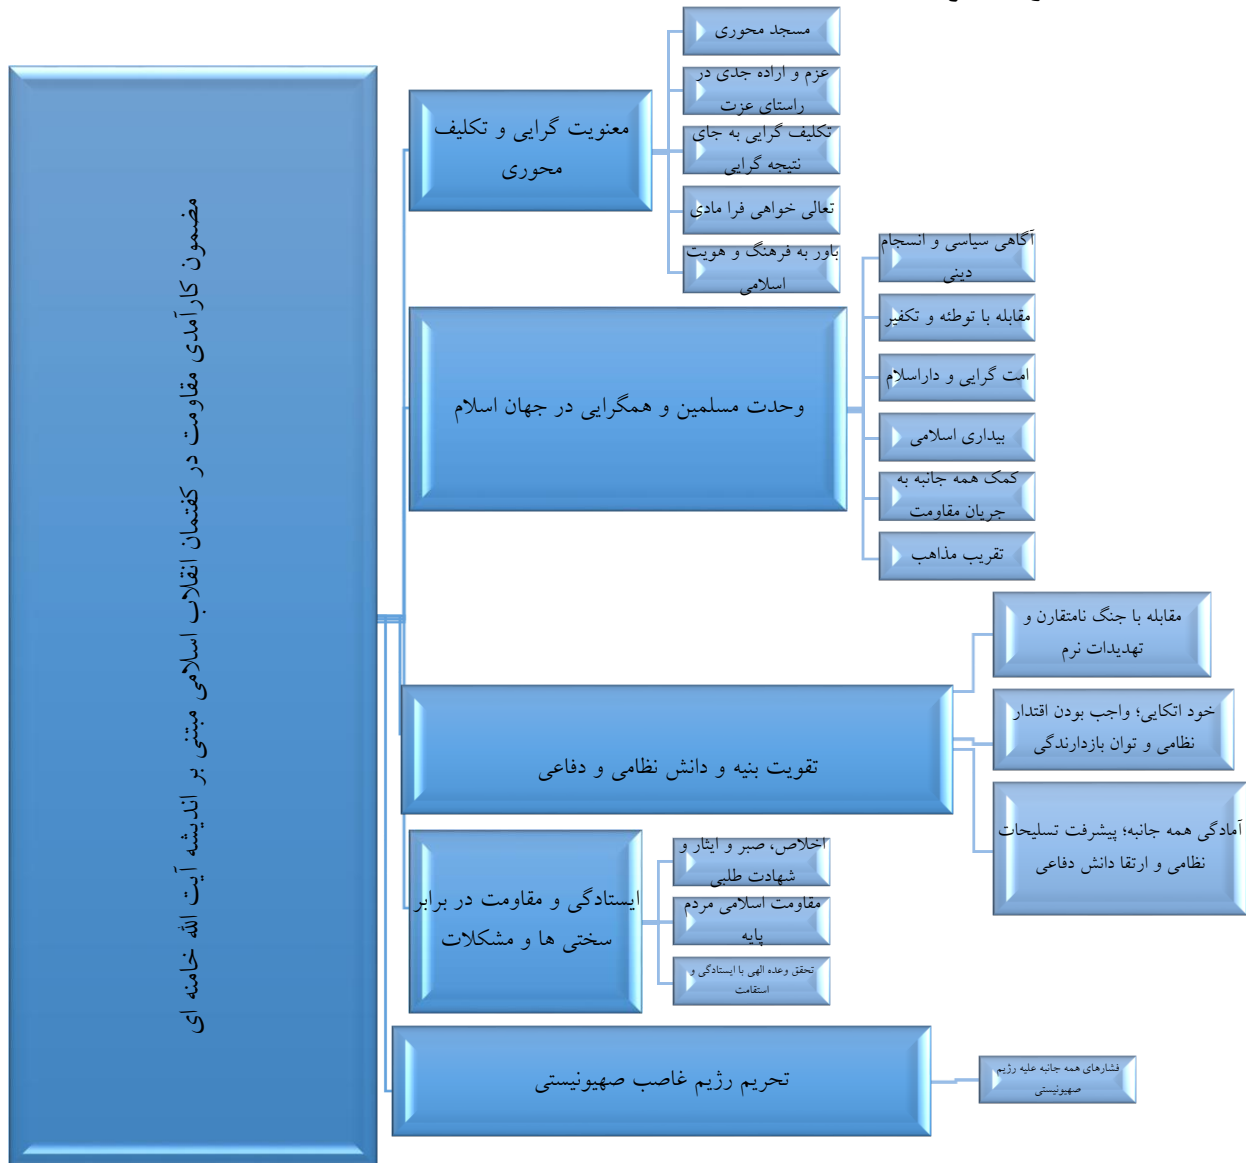 مضمون کارآمدی مقاومت در گفتمان انقلاب اسلامی مبتنی بر اندیشه آیت الله خامنه ای
معنویت گرایی و تکلیف
محوری
مسجد محوری
عزم و اراده جدی در
راستای عزت
تکلیف گرایی به جای
نتیجه گرایی
تعالی خواهی فرا مادی
باور به فرهنگ و هویت
اسلامی
وحدت مسلمین و همگرایی در جهان اسلام
آگاهی سیاسی و انسجام
دینی
مقابله با توطئه و تکفیر
امت گرایی و داراسلام
بیداری اسلامی
کمک همه جانبه به
جریان مقاومت
تقریب مذاهب
تقویت بنیه و دانش نظامی و دفاعی
مقابله با جنگ نامتقارن و
تهدیدات نرم
خود اتکایی؛ واجب بودن اقتدار
نظامی و توان بازدارندگی
آمادگی همه جانبه؛ پیشرفت تسلیحات
نظامی و ارتقا دانش دفاعی
ایستادگی و مقاومت در برابر
سختی ها و مشکلات
اخلاص، صبر و ایثار و
شهادت طلبی
مقاومت اسلامی مردم
پایه
تحقق وعده الهی با ایستادگی و
استقامت
تحریم رژیم غاصب صهیونیستی
فشارهای همه جانبه علیه رژیم
صهیونیستی